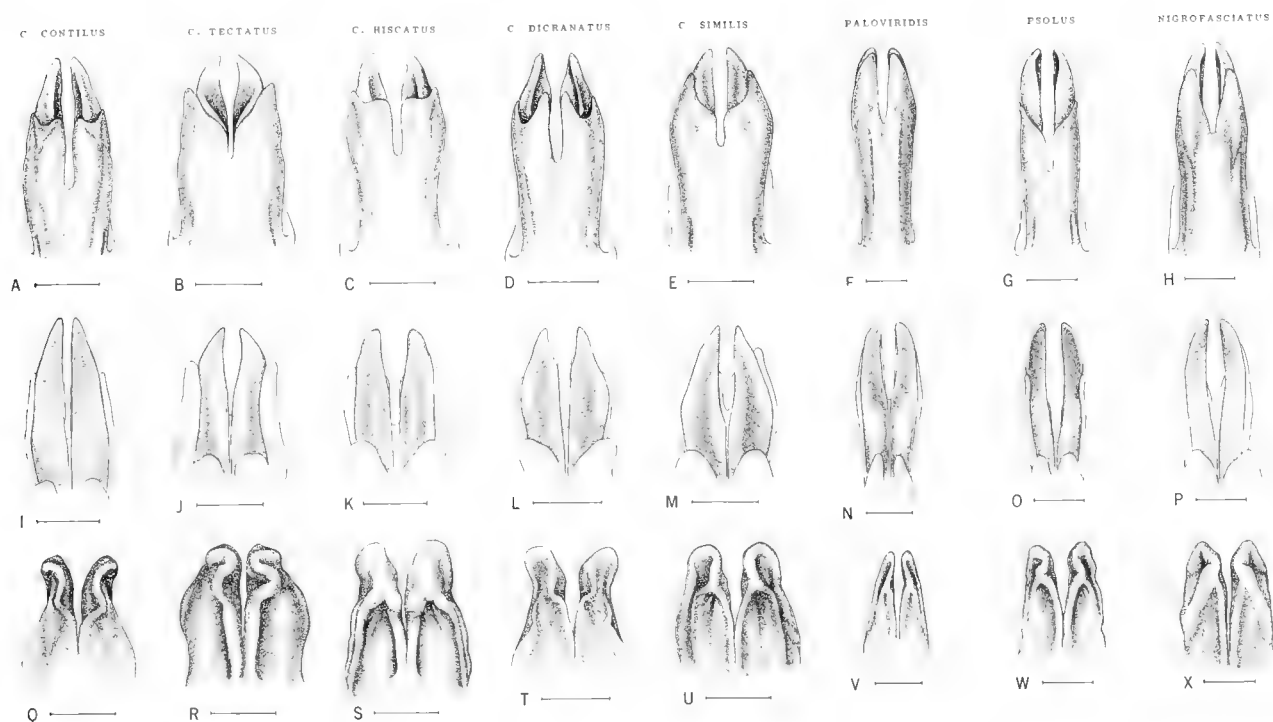 C CONTILUS C. TECTATUS C. HISCATUS C DICRANATUS C SIMILIS PALOVIRIDIS PSOLUS NIGROFASCIATUS
A B C D E F G H
I J K L M N O P
Q R S T U V W X